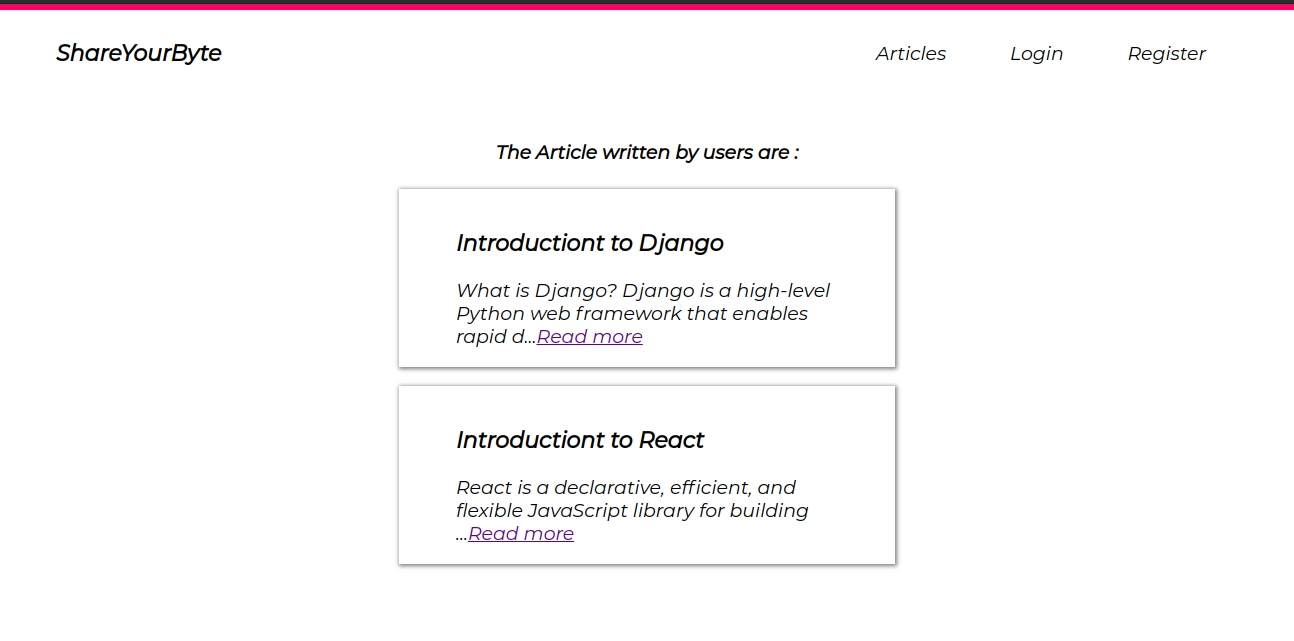 ShareYourByte
Articles Login Register
The Article written by users are :
Introductiont to Django
What is Django? Django is a high-level
Python web framework that enables
rapid d...Read more
Introductiont to React
React is a declarative, efficient, and
flexible JavaScript library for building
...Read more